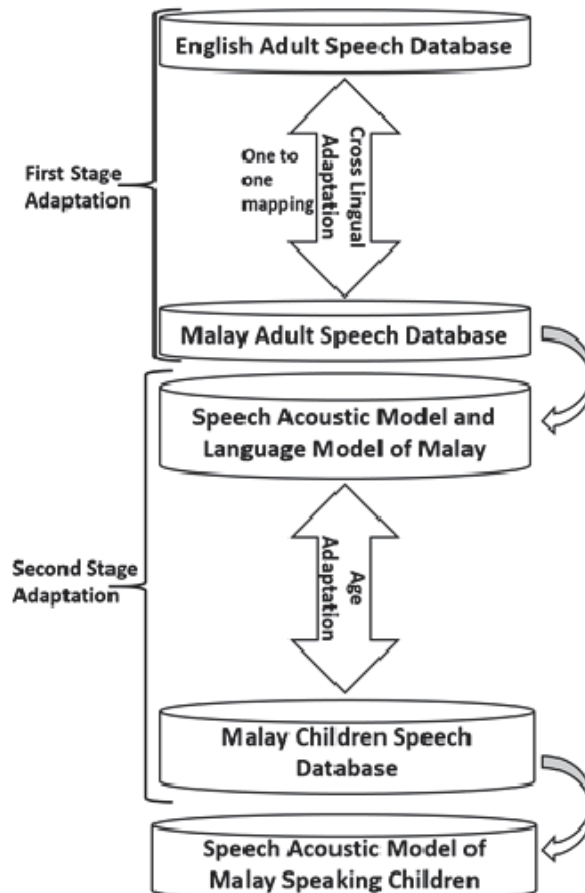 English Adult Speech Database
One to
one
mapping
Cross Lingual
Adaptation
First Stage
Adaptation
Malay Adult Speech Database
Speech Acoustic Model and
Language Model of Malay
Age
Adaptation
Second Stage
Adaptation
Malay Children Speech
Database
Speech Acoustic Model of
Malay Speaking Children